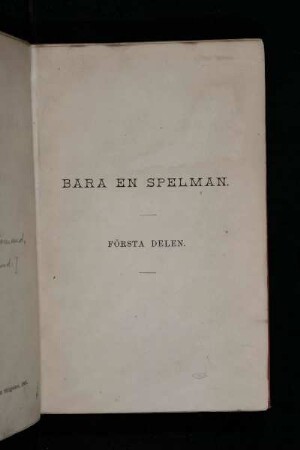 BARA EN SPELMAN.
FÖRSTA DELEN.